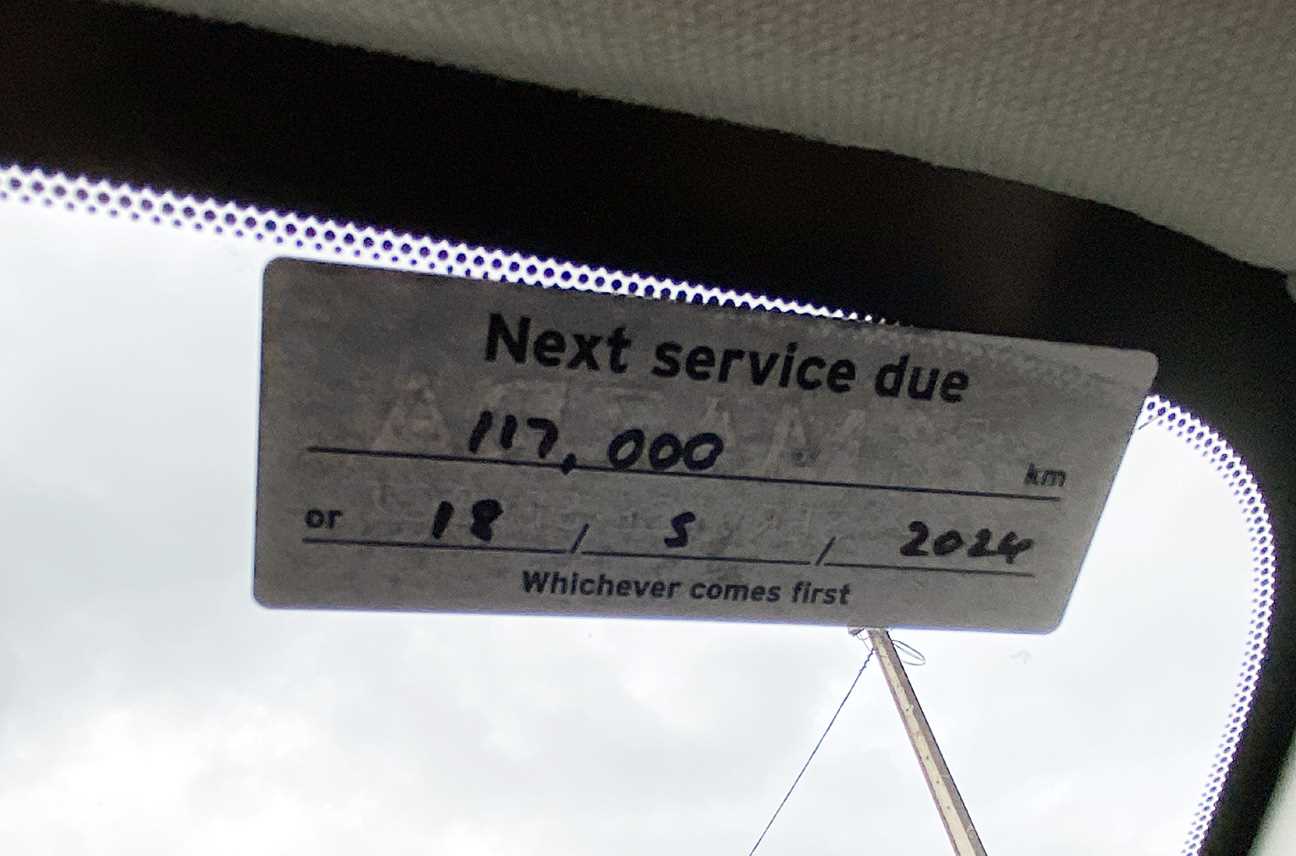 Next service due
117,000 km
or 18 / 5 / 2024
Whichever comes first